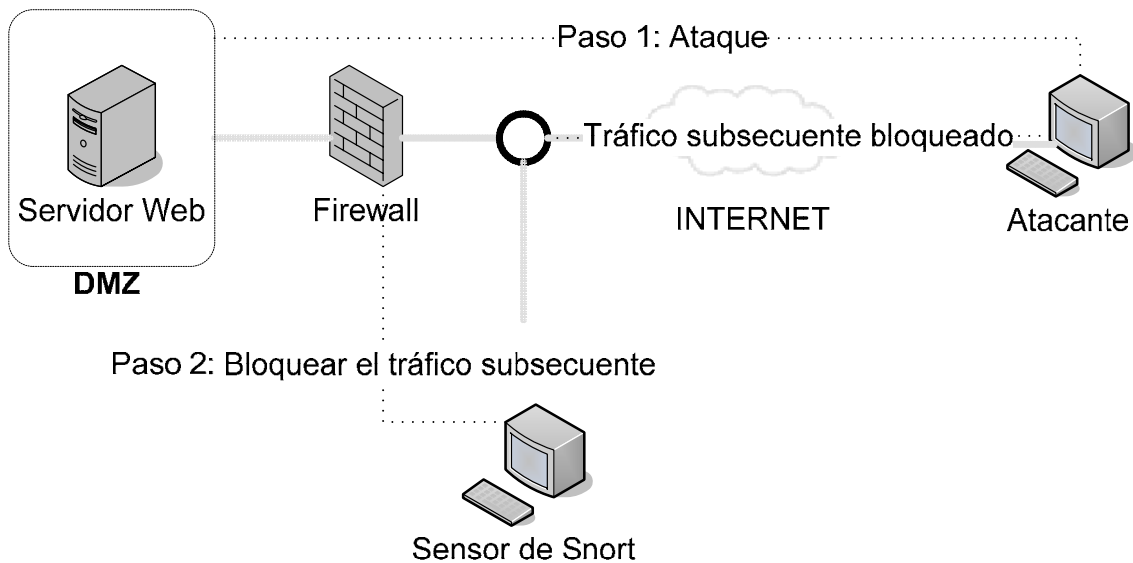 Paso 1: Ataque
Tráfico subsecuente bloqueado
Servidor Web
Firewall
INTERNET
Atacante
DMZ
Paso 2: Bloquear el tráfico subsecuente
Sensor de Snort